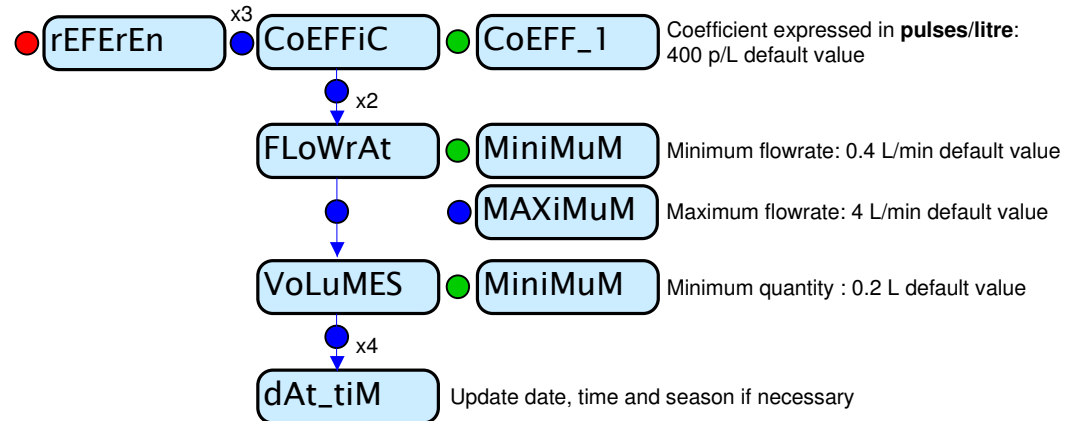 x3
rEFErEn CoEFFiC CoEFF_1 Coefficient expressed in pulses/litre:
400 p/L default value
x2
FLoWrAt MiniMuM Minimum flowrate: 0.4 L/min default value
MAXiMuM Maximum flowrate: 4 L/min default value
VoLuMES MiniMuM Minimum quantity : 0.2 L default value
x4
dAt_tiM Update date, time and season if necessary